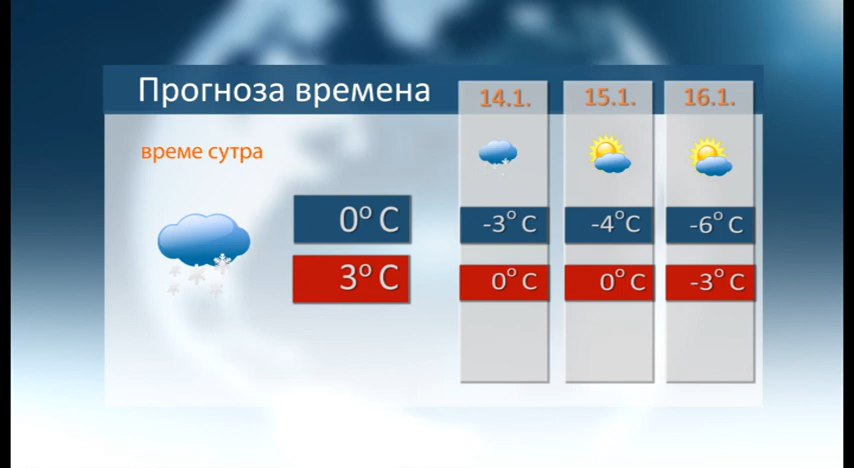 Прогноза времена
време сутра
0° C
3° C
14.1.
-3° C
0° C
15.1.
-4°C
0° C
16.1.
-6° C
-3° C